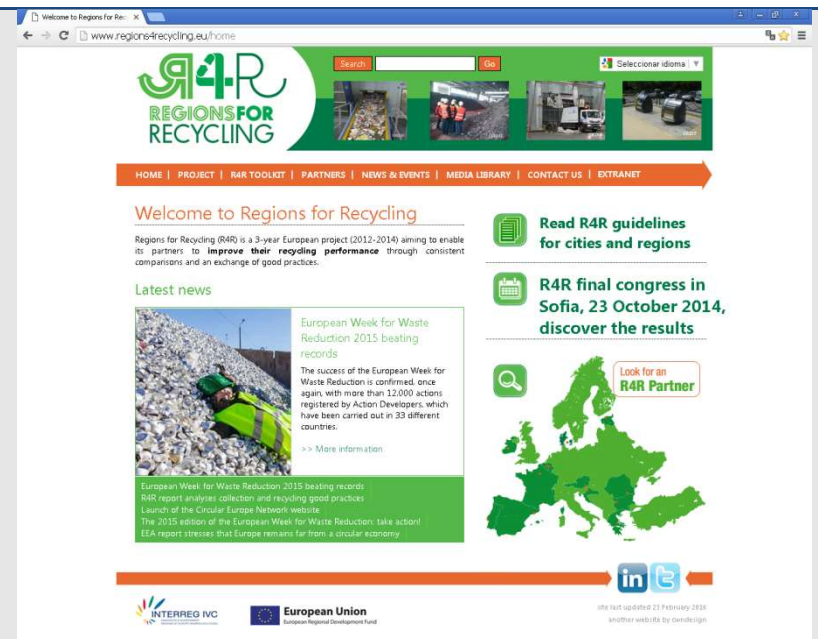 Welcome to Regions for Rec
www.regions4recycling.eu/home
R4R
REGIONSFOR
RECYCLING
Search
Go
Seleccionar idioma
HOME | PROJECT | R4R TOOLKIT | PARTNERS | NEWS & EVENTS | MEDIA LIBRARY | CONTACT US | EXTRANET
Welcome to Regions for Recycling
Regions for Recycling (R4R) is a 3-year European project (2012-2014) aiming to enable
its partners to improve their recycling performance through consistent
comparisons and an exchange of good practices.
Latest news
European Week for Waste
Reduction 2015 beating
records
The success of the European Week for
Waste Reduction is confirmed, once
again, with more than 12.000 actions
registered by Action Developers, which
have been carried out in 33 different
countries.
>> More information
European Week for Waste Reduction 2015 beating records
R4R report analyses collection and recycling good practices
Launch of the Circular Europe Network website
The 2015 edition of the European Week for Waste Reduction: take action!
EEA report stresses that Europe remains far from a circular economy
Read R4R guidelines
for cities and regions
R4R final congress in
Sofia, 23 October 2014,
discover the results
Look for an
R4R Partner
in
INTERREG IVC
European Union
European Regional Development Fund
site last updated 23 February 2016
another website by owndesign